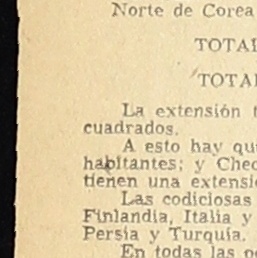 Norte de Corea
TOTAL
TOTAL
La extensión
cuadrados.
A esto hay que
habitantes; y Chec
tienen una extensi
Las codiciosas
Finlandia, Italia y
Persia y Turquía.
En todas las